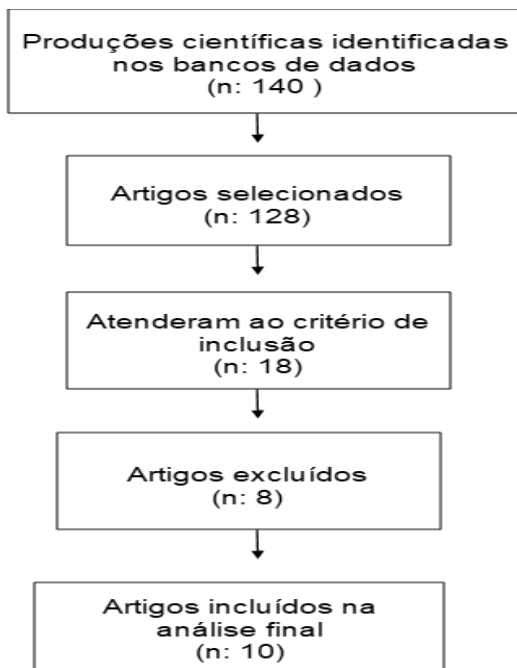 Produções científicas identificadas
nos bancos de dados
(n: 140 )
Artigos selecionados
(n: 128)
Atenderam ao critério de
inclusão
(n: 18)
Artigos excluídos
(n: 8)
Artigos incluídos na
análise final
(n: 10)